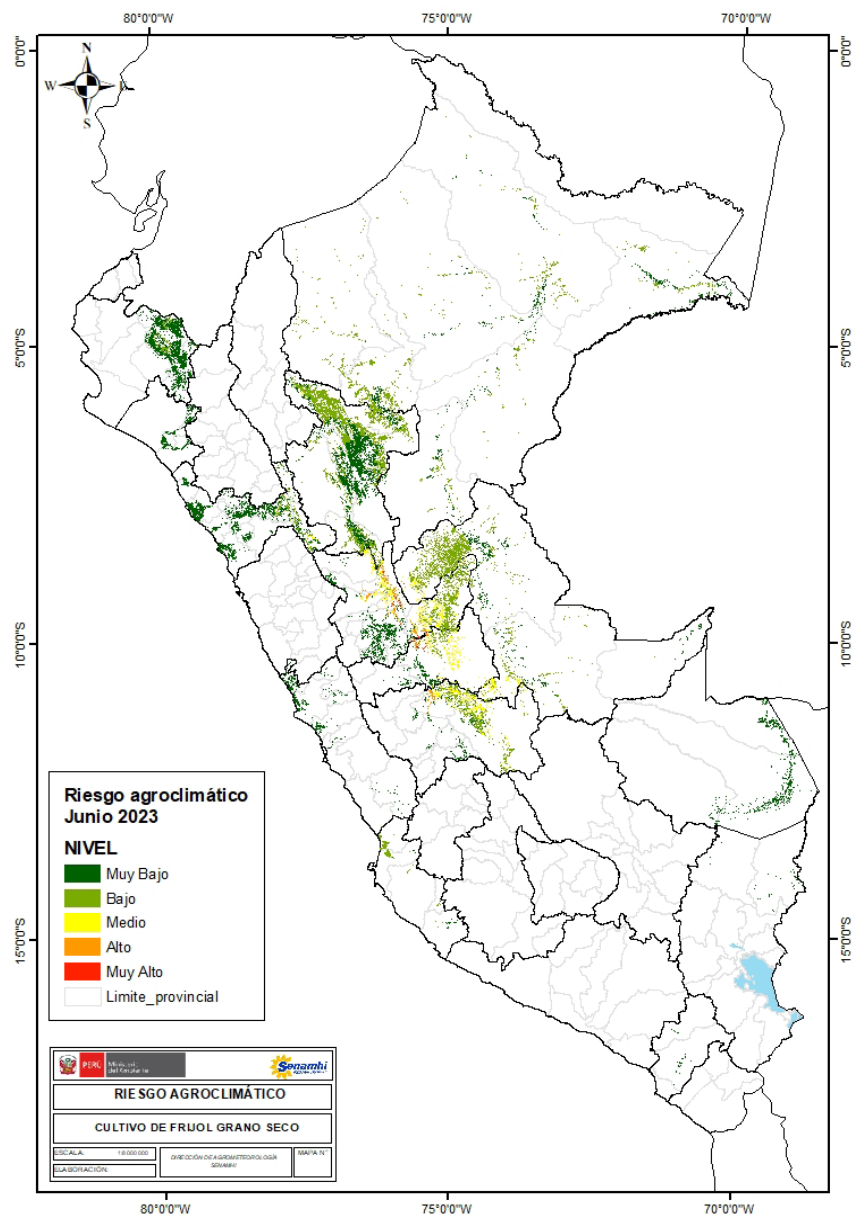 80°0'0"W 75°0'0"W 70°0'0"W
0°0'0" 0°0'0"
N
W E
S
5°0'0"S 5°0'0"S
10°0'0"S 10°0'0"S
15°0'0"S 15°0'0"S
Riesgo agroclimático
Junio 2023
NIVEL
Muy Bajo
Bajo
Medio
Alto
Muy Alto
Limite_provincial
PERÚ Ministerio del Ambiente Senamhi
RIESGO AGROCLIMÁTICO
CULTIVO DE FRIJOL GRANO SECO
ESCALA: MAPA N°
DIRECCIÓN DE AGROMETEOROLOGÍA
SENAMHI
ELABORACIÓN:
80°0'0"W 75°0'0"W 70°0'0"W